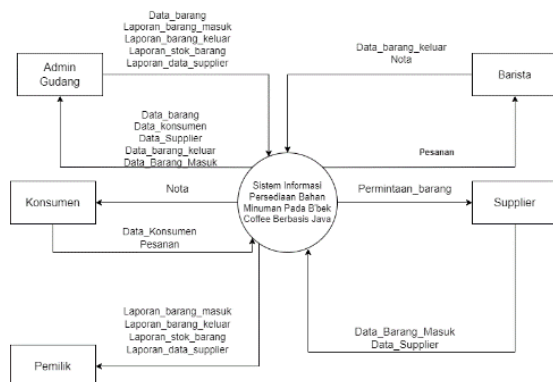 Data_barang
Laporan_barang_masuk
Laporan_barang_keluar
Laporan_stok_barang
Laporan_data_supplier
Admin
Gudang
Data_barang_keluar
Nota
Barista
Data_barang
Data_konsumen
Data_Supplier
Data_barang_keluar
Data_Barang_Masuk
Pesanan
Sistem Informasi
Persediaan Bahan
Minuman Pada B'bek
Coffee Berbasis Java
Konsumen
Nota
Permintaan_barang
Supplier
Data_Konsumen
Pesanan
Laporan_barang_masuk
Laporan_barang_keluar
Laporan_stok_barang
Laporan_data_supplier
Data_Barang_Masuk
Data_Supplier
Pemilik